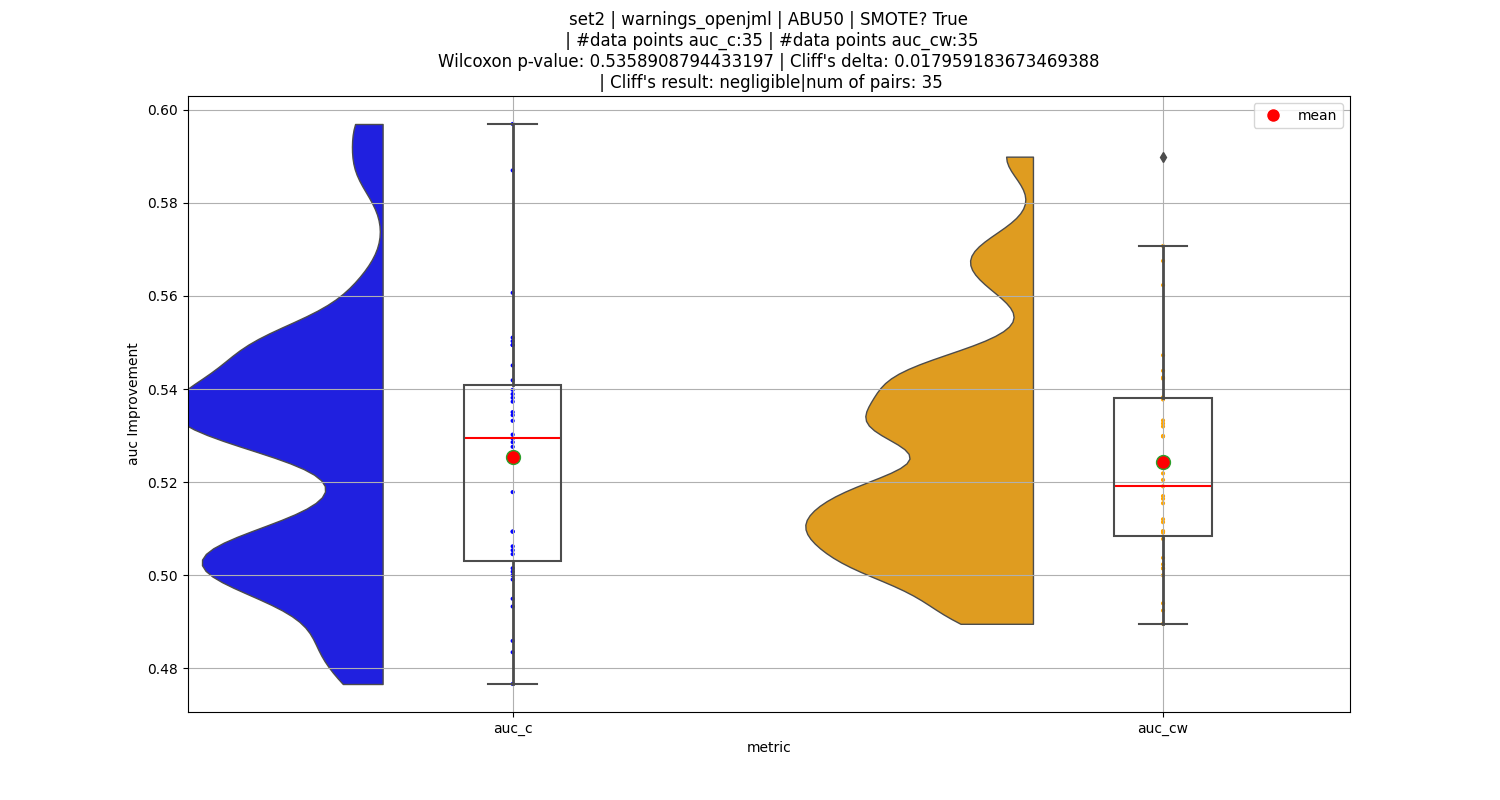 set2 | warnings_openjml | ABU50 | SMOTE? True
| #data points auc_c:35 | #data points auc_cw:35
Wilcoxon p-value: 0.5358908794433197 | Cliff's delta: 0.017959183673469388
| Cliff's result: negligible|num of pairs: 35
mean
0.60
0.58
0.56
0.54
0.52
0.50
0.48
auc Improvement
auc_c
auc_cw
metric